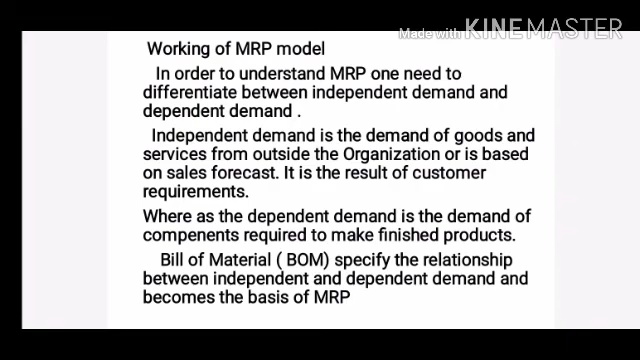 Made with KINEMASTER
Working of MRP model
In order to understand MRP one need to
differentiate between independent demand and
dependent demand .
Independent demand is the demand of goods and
services from outside the Organization or is based
on sales forecast. It is the result of customer
requirements.
Where as the dependent demand is the demand of
compenents required to make finished products.
Bill of Material ( BOM) specify the relationship
between independent and dependent demand and
becomes the basis of MRP